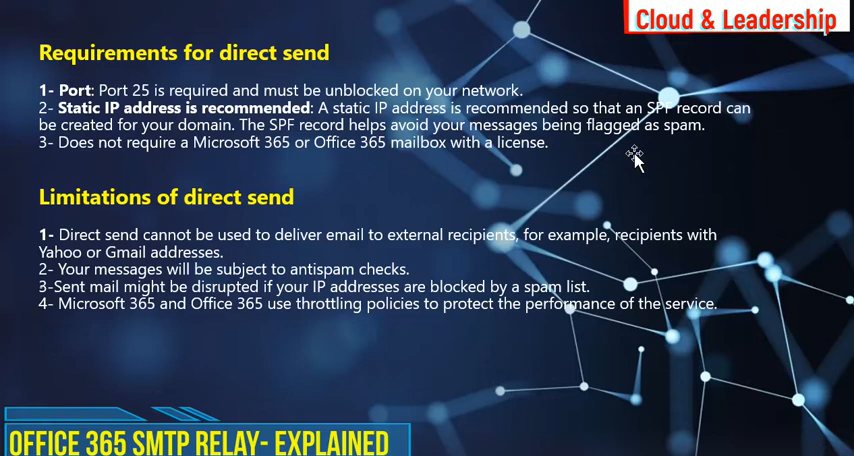 Cloud & Leadership
Requirements for direct send
1- Port: Port 25 is required and must be unblocked on your network.
2- Static IP address is recommended: A static IP address is recommended so that an SPF record can
be created for your domain. The SPF record helps avoid your messages being flagged as spam.
3- Does not require a Microsoft 365 or Office 365 mailbox with a license.
Limitations of direct send
1- Direct send cannot be used to deliver email to external recipients, for example, recipients with
Yahoo or Gmail addresses.
2- Your messages will be subject to antispam checks.
3-Sent mail might be disrupted if your IP addresses are blocked by a spam list.
4- Microsoft 365 and Office 365 use throttling policies to protect the performance of the service.
OFFICE 365 SMTP RELAY- EXPLAINED